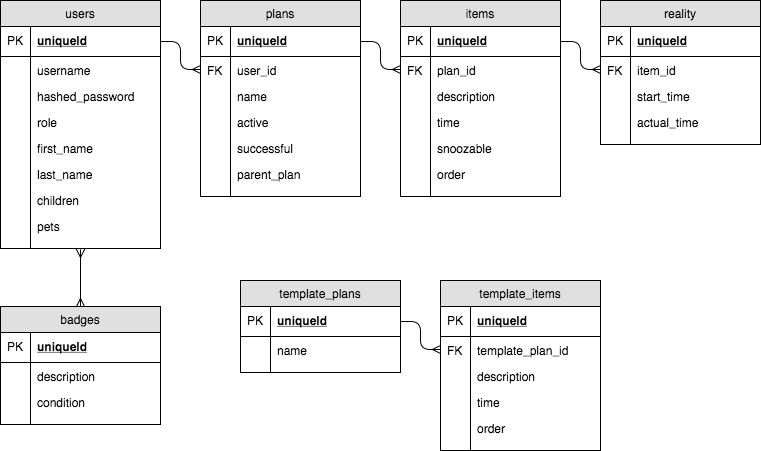 users
PK uniqueId
username
hashed_password
role
first_name
last_name
children
pets
plans
PK uniqueId
FK user_id
name
active
successful
parent_plan
items
PK uniqueId
FK plan_id
description
time
snoozable
order
reality
PK uniqueId
FK item_id
start_time
actual_time
badges
PK uniqueId
description
condition
template_plans
PK uniqueId
name
template_items
PK uniqueId
FK template_plan_id
description
time
order